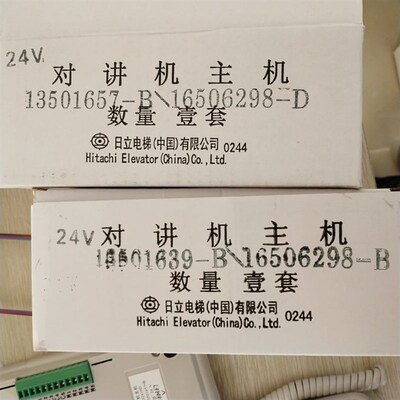 24V.
对讲机主机
13501657-B\16506298-D
数量 壹套
日立电梯(中国)有限公司 0244
Hitachi Elevator(China)Co.,Ltd.
24V 对讲机主机
13501639-B\16506298-B
数量 壹套
日立电梯(中国)有限公司
Hitachi Elevator(China)Co.,Ltd. 0244